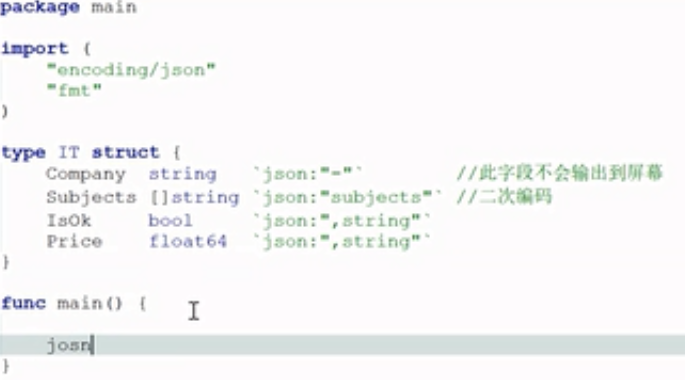 package main
import (
"encoding/json"
"fmt"
)
type IT struct {
Company string `json:"-"` //此字段不会输出到屏幕
Subjects []string `json:"subjects"` //二次编码
IsOk bool `json:",string"`
Price float64 `json:",string"`
}
func main() {
josn
}